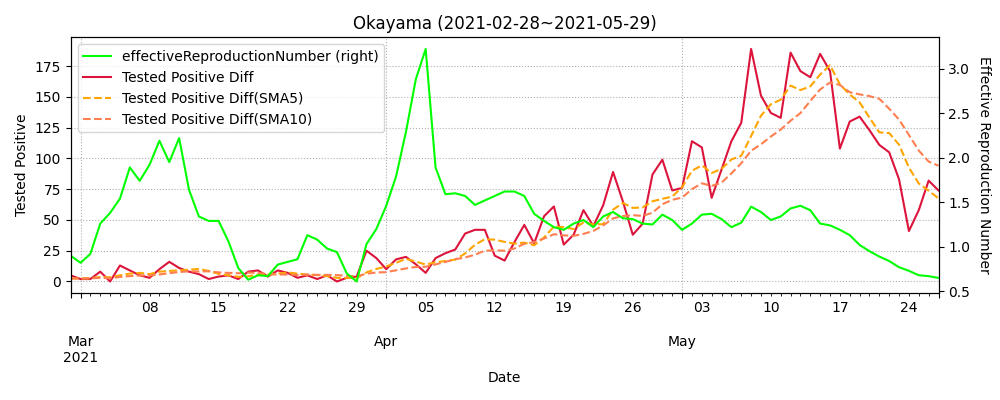 Okayama (2021-02-28~2021-05-29)
effectiveReproductionNumber (right)
Tested Positive Diff
Tested Positive Diff(SMA5)
Tested Positive Diff(SMA10)
Tested Positive
175
150
125
100
75
50
25
0
3.0
2.5
2.0
1.5
1.0
0.5
Effective Reproduction Number
08 15 22 29 05 12 19 26 03 10 17 24
Mar Apr May
2021
Date